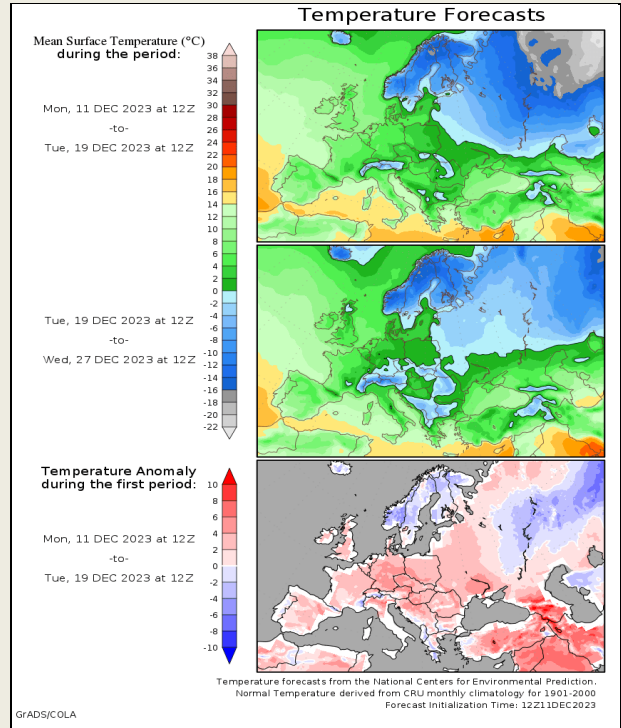 Temperature Forecasts
Mean Surface Temperature (°C)
during the period:
Mon, 11 DEC 2023 at 12Z
-to-
Tue, 19 DEC 2023 at 12Z
38
36
34
32
30
28
26
24
22
20
18
16
14
12
10
8
6
4
2
0
-2
-4
-6
-8
-10
-12
-14
-16
-18
-20
-22
Tue, 19 DEC 2023 at 12Z
-to-
Wed, 27 DEC 2023 at 12Z
Temperature Anomaly
during the first period:
Mon, 11 DEC 2023 at 12Z
-to-
Tue, 19 DEC 2023 at 12Z
10
8
6
4
2
0
-2
-4
-6
-8
-10
Temperature forecasts from the National Centers for Environmental Prediction.
Normal Temperature derived from CRU monthly climatology for 1901-2000
Forecast Initialization Time: 12Z11DEC2023
GrADS/COLA